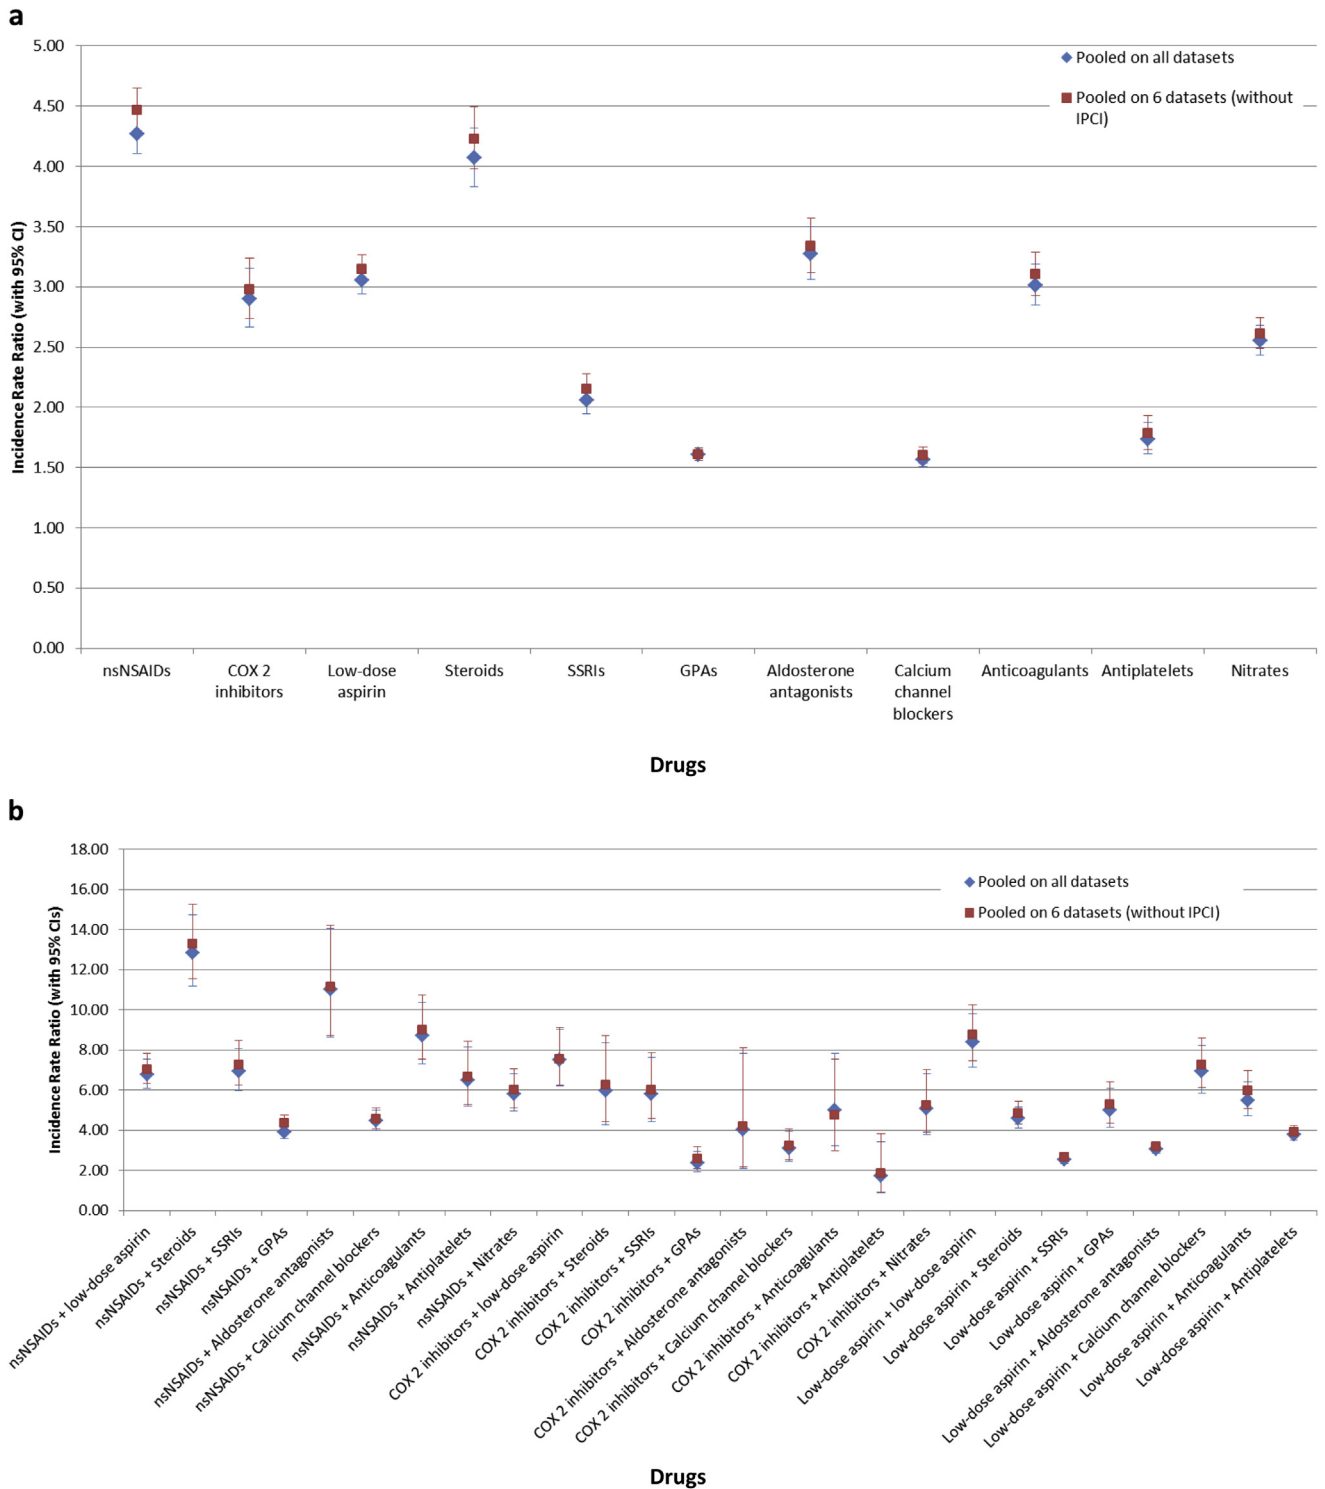 a
5.00
4.50
4.00
3.50
3.00
2.50
2.00
1.50
1.00
0.50
0.00
Incidence Rate Ratio (with 95% CI)
Pooled on all datasets
Pooled on 6 datasets (without
IPCI)
nsNSAIDs
COX 2
inhibitors
Low-dose
aspirin
Steroids
SSRIs
GPAs
Aldosterone
antagonists
Calcium
channel
blockers
Anticoagulants
Antiplatelets
Nitrates
Drugs
b
18.00
16.00
14.00
12.00
10.00
8.00
6.00
4.00
2.00
0.00
Incidence Rate Ratio (with 95% CIs)
Pooled on all datasets
Pooled on 6 datasets (without IPCI)
nsNSAIDs + low-dose aspirin
nsNSAIDs + Steroids
nsNSAIDs + SSRIs
nsNSAIDs + GPAs
nsNSAIDs + Aldosterone antagonists
nsNSAIDs + Calcium channel blockers
nsNSAIDs + Anticoagulants
nsNSAIDs + Antiplatelets
nsNSAIDs + Nitrates
COX 2 inhibitors + low-dose aspirin
COX 2 inhibitors + Steroids
COX 2 inhibitors + SSRIs
COX 2 inhibitors + GPAs
COX 2 inhibitors + Aldosterone antagonists
COX 2 inhibitors + Calcium channel blockers
COX 2 inhibitors + Anticoagulants
COX 2 inhibitors + Antiplatelets
COX 2 inhibitors + Nitrates
Low-dose aspirin + low-dose aspirin
Low-dose aspirin + Steroids
Low-dose aspirin + SSRIs
Low-dose aspirin + GPAs
Low-dose aspirin + Aldosterone antagonists
Low-dose aspirin + Calcium channel blockers
Low-dose aspirin + Anticoagulants
Low-dose aspirin + Antiplatelets
Drugs